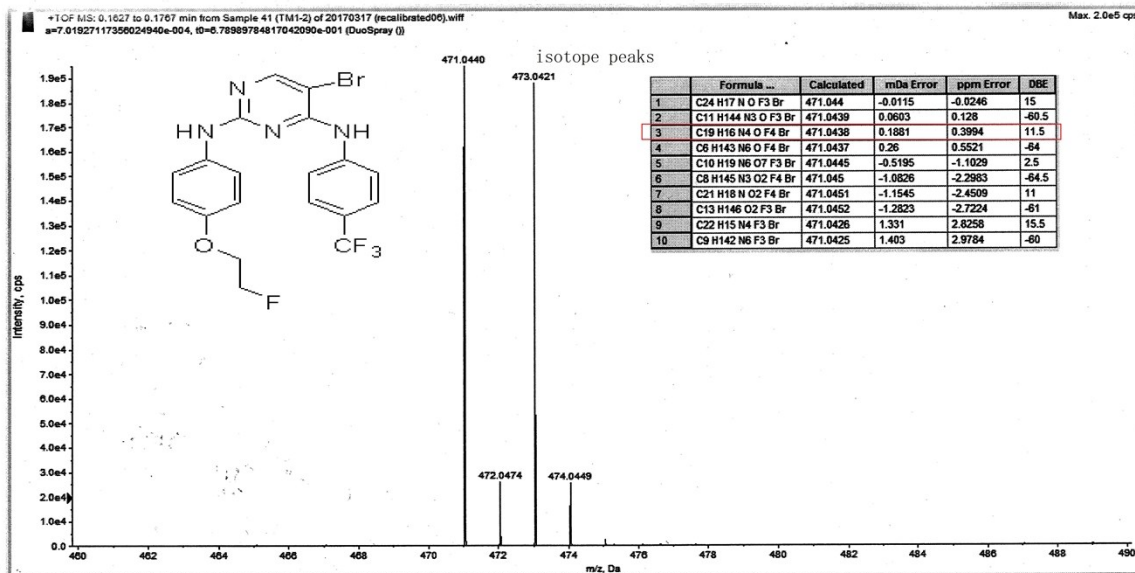 +TOF MS: 0.1627 to 0.1767 min from Sample 41 (TM1-2) of 20170317 (recalibrated06).wiff
a=7.01927117356024940e-004, t0=6.78989784817042090e-001 (DuoSpray ())
Max. 2.0e5 cps
isotope peaks
471.0440
473.0421
472.0474
474.0449
Formula ... Calculated mDa Error ppm Error DBE
1 C24 H17 N O F3 Br 471.044 -0.0115 -0.0246 15
2 C11 H144 N3 O F3 Br 471.0439 0.0603 0.128 -60.5
3 C19 H16 N4 O F4 Br 471.0438 0.1881 0.3994 11.5
4 C6 H143 N6 O F4 Br 471.0437 0.26 0.5521 -64
5 C10 H19 N6 O7 F3 Br 471.0445 -0.5195 -1.1029 2.5
6 C8 H145 N3 O2 F4 Br 471.045 -1.0826 -2.2983 -64.5
7 C21 H18 N O2 F4 Br 471.0451 -1.1545 -2.4509 11
8 C13 H146 O2 F3 Br 471.0452 -1.2823 -2.7224 -61
9 C22 H15 N4 F3 Br 471.0426 1.331 2.8258 15.5
10 C9 H142 N6 F3 Br 471.0425 1.403 2.9784 -60
N
Br
HN
N
NH
O
CF3
F
Intensity, cps
1.9e5
1.8e5
1.7e5
1.6e5
1.5e5
1.4e5
1.3e5
1.2e5
1.1e5
1.0e5
9.0e4
8.0e4
7.0e4
6.0e4
5.0e4
4.0e4
3.0e4
2.0e4
1.0e4
0.0
460 462 464 466 468 470 472 474 476 478 480 482 484 486 488 490
m/z, Da